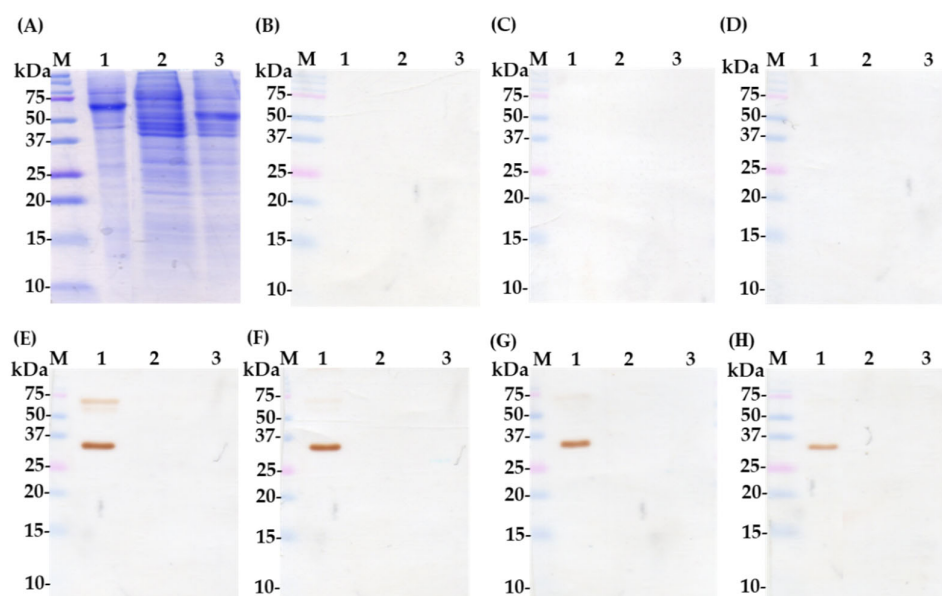 (A)
M 1 2 3
kDa
75-
50-
37-
25-
20-
15-
10-
(B)
M 1 2 3
kDa
75-
50-
37-
25-
20-
15-
10-
(C)
M 1 2 3
kDa
75-
50-
37-
25-
20-
15-
10-
(D)
M 1 2 3
kDa
75-
50-
37-
25-
20-
15-
10-
(E)
M 1 2 3
kDa
75-
50-
37-
25-
20-
15-
10-
(F)
M 1 2 3
kDa
75-
50-
37-
25-
20-
15-
10-
(G)
M 1 2 3
kDa
75-
50-
37-
25-
20-
15-
10-
(H)
M 1 2 3
kDa
75-
50-
37-
25-
20-
15-
10-